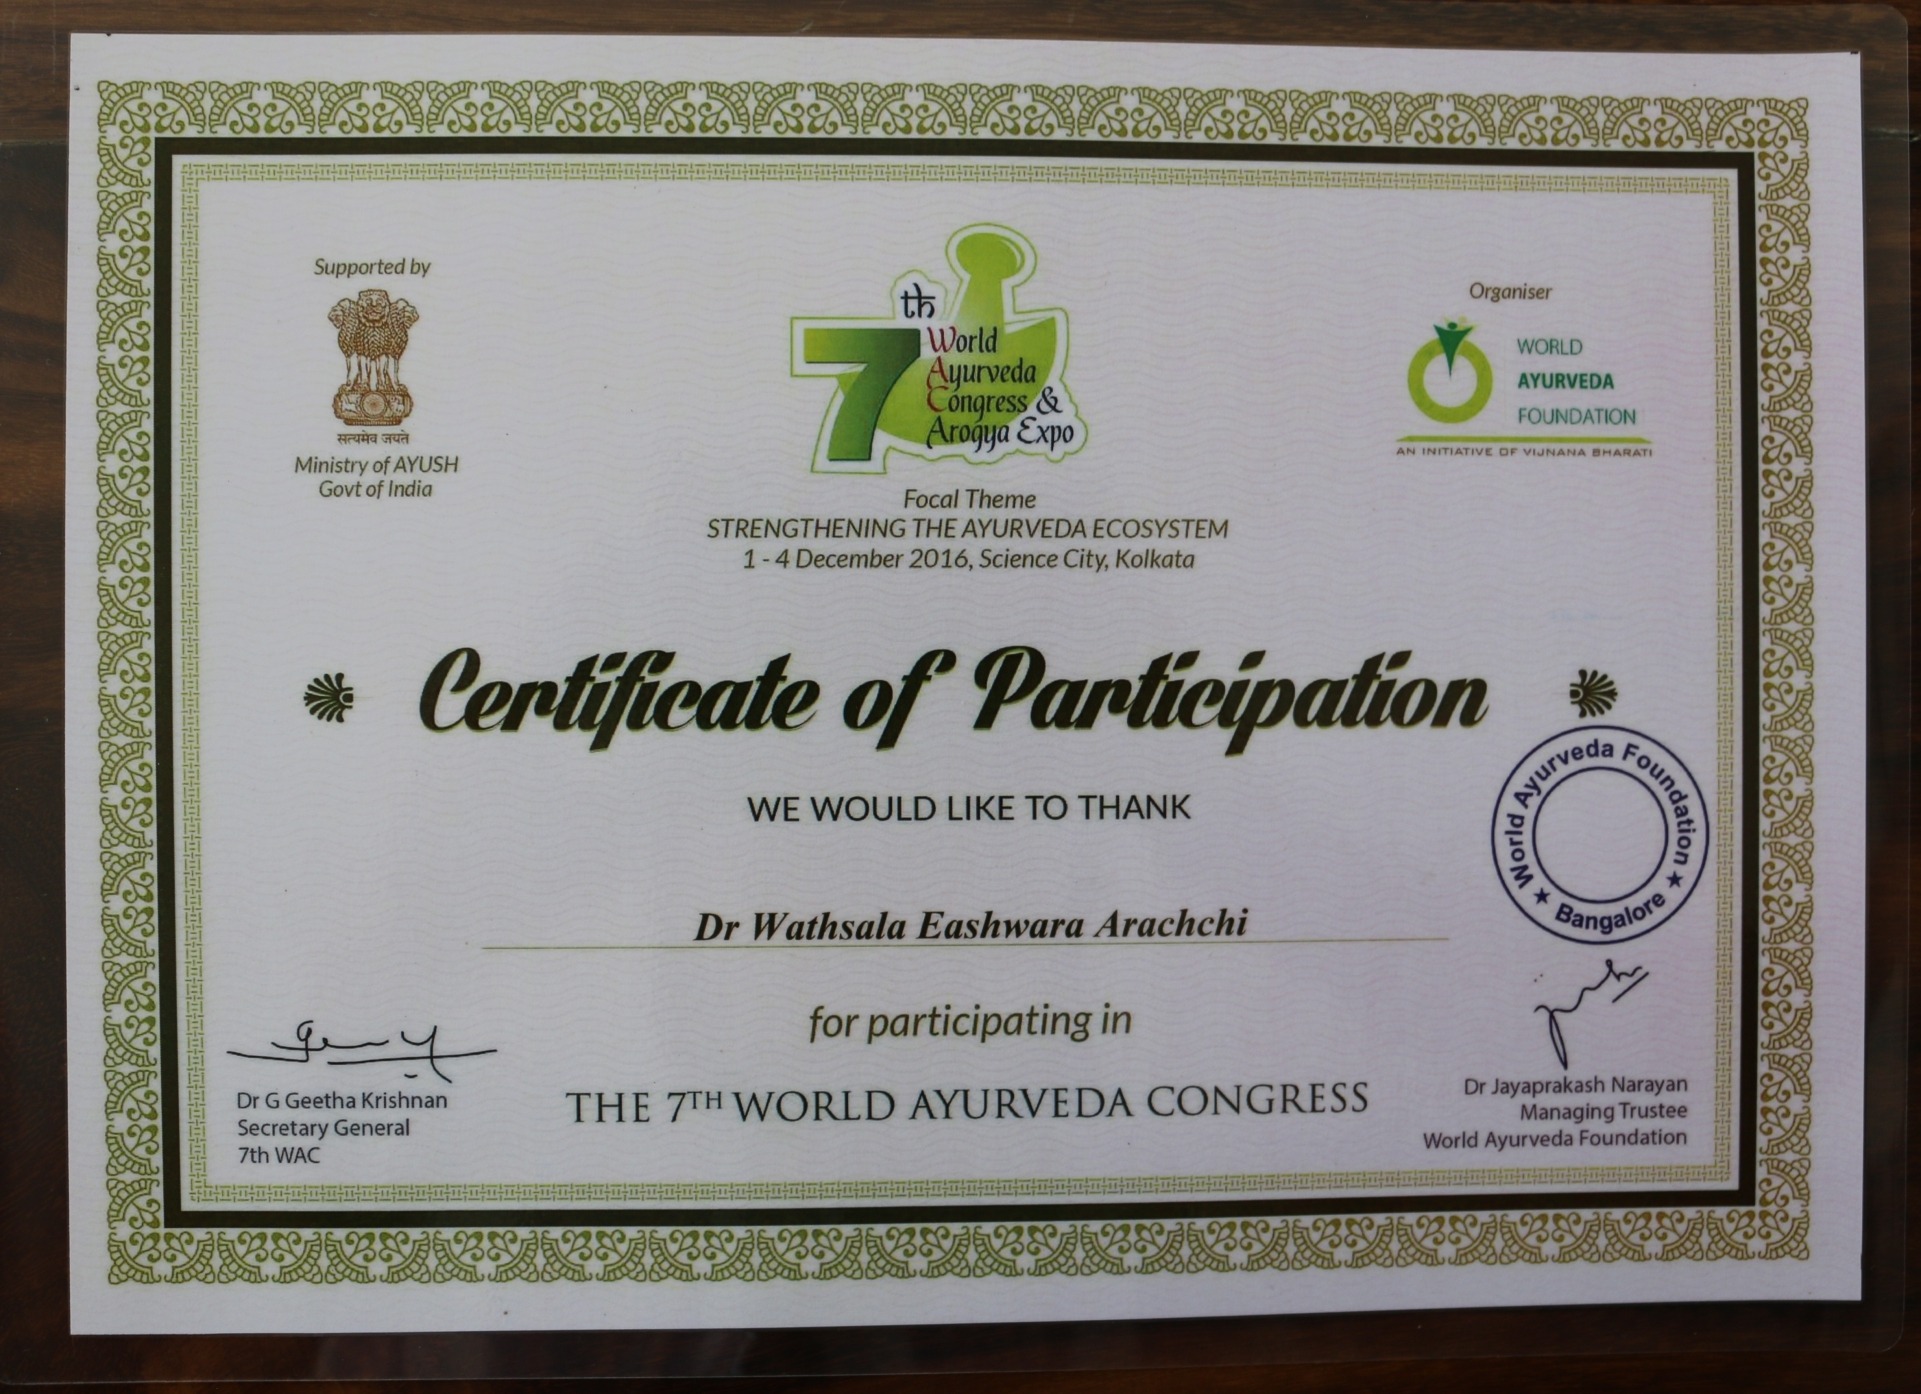 Supported by
सत्यमेव जयते
Ministry of AYUSH
Govt of India
7th
World
Ayurveda
Congress &
Arogya Expo
Organiser
WORLD
AYURVEDA
FOUNDATION
AN INITIATIVE OF VIJNANA BHARATI
Focal Theme
STRENGTHENING THE AYURVEDA ECOSYSTEM
1 - 4 December 2016, Science City, Kolkata
Certificate of Participation
WE WOULD LIKE TO THANK
World Ayurveda Foundation
★ Bangalore ★
Dr Wathsala Eashwara Arachchi
for participating in
THE 7TH WORLD AYURVEDA CONGRESS
Dr G Geetha Krishnan
Secretary General
7th WAC
Dr Jayaprakash Narayan
Managing Trustee
World Ayurveda Foundation